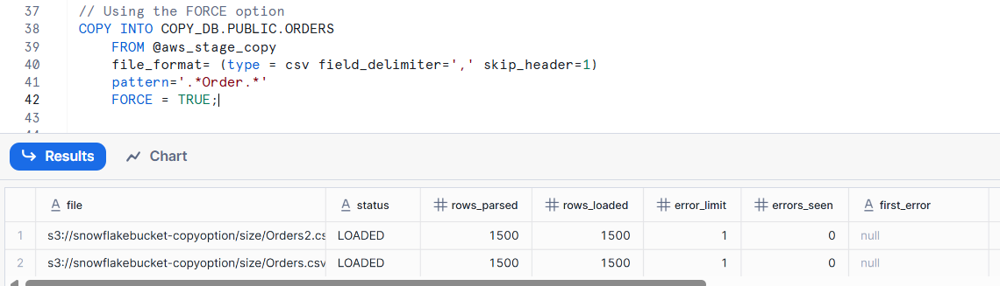 37 // Using the FORCE option
38 COPY INTO COPY_DB.PUBLIC.ORDERS
39 FROM @aws_stage_copy
40 file_format= (type = csv field_delimiter=',' skip_header=1)
41 pattern='.*Order.*'
42 FORCE = TRUE;
43
Results Chart
file status rows_parsed rows_loaded error_limit errors_seen first_error
1 s3://snowflakebucket-copyoption/size/Orders2.cs LOADED 1500 1500 1 0 null
2 s3://snowflakebucket-copyoption/size/Orders.csv LOADED 1500 1500 1 0 null